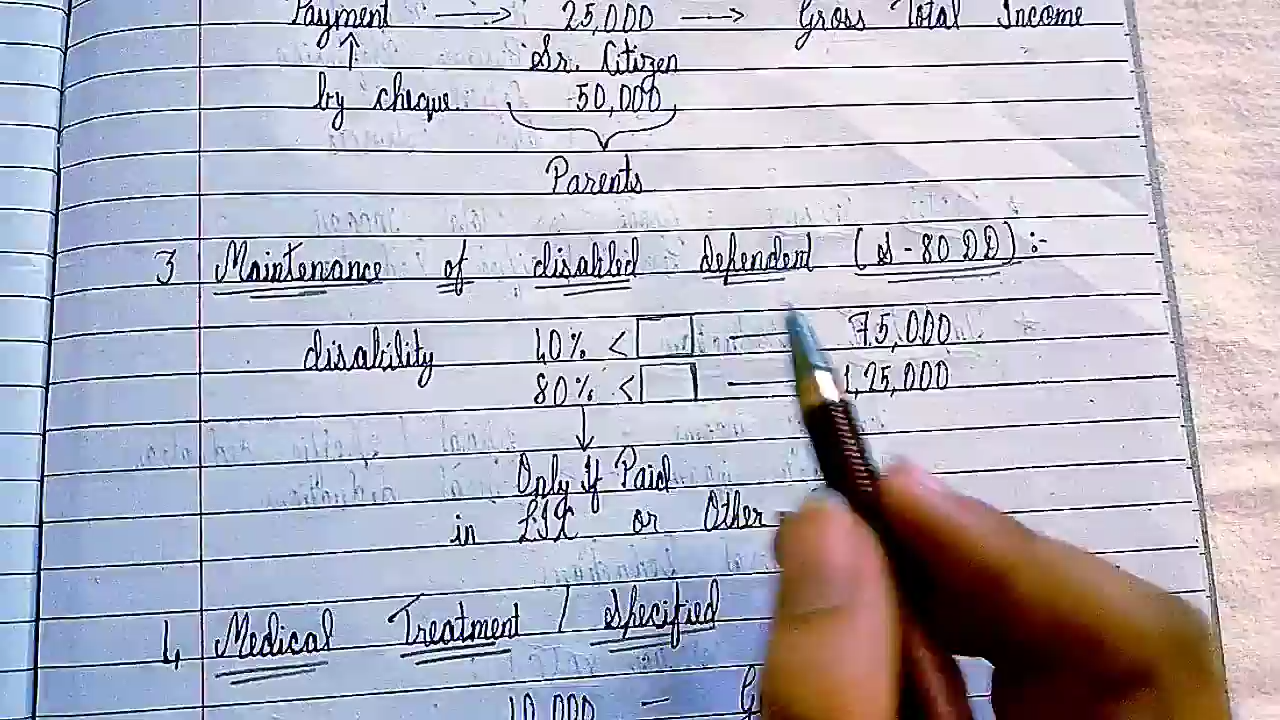 Payment → 25,000 → Gross Total Income
↑ Sr. Citizen
by cheque 50,000
Parents
3 Maintenance of disabled dependent (S-80DD) :-
disability 40% < 75,000
80% < — 1,25,000
↓
Only If Paid
in LIC or Other
4 Medical Treatment / Specified
10,000 —